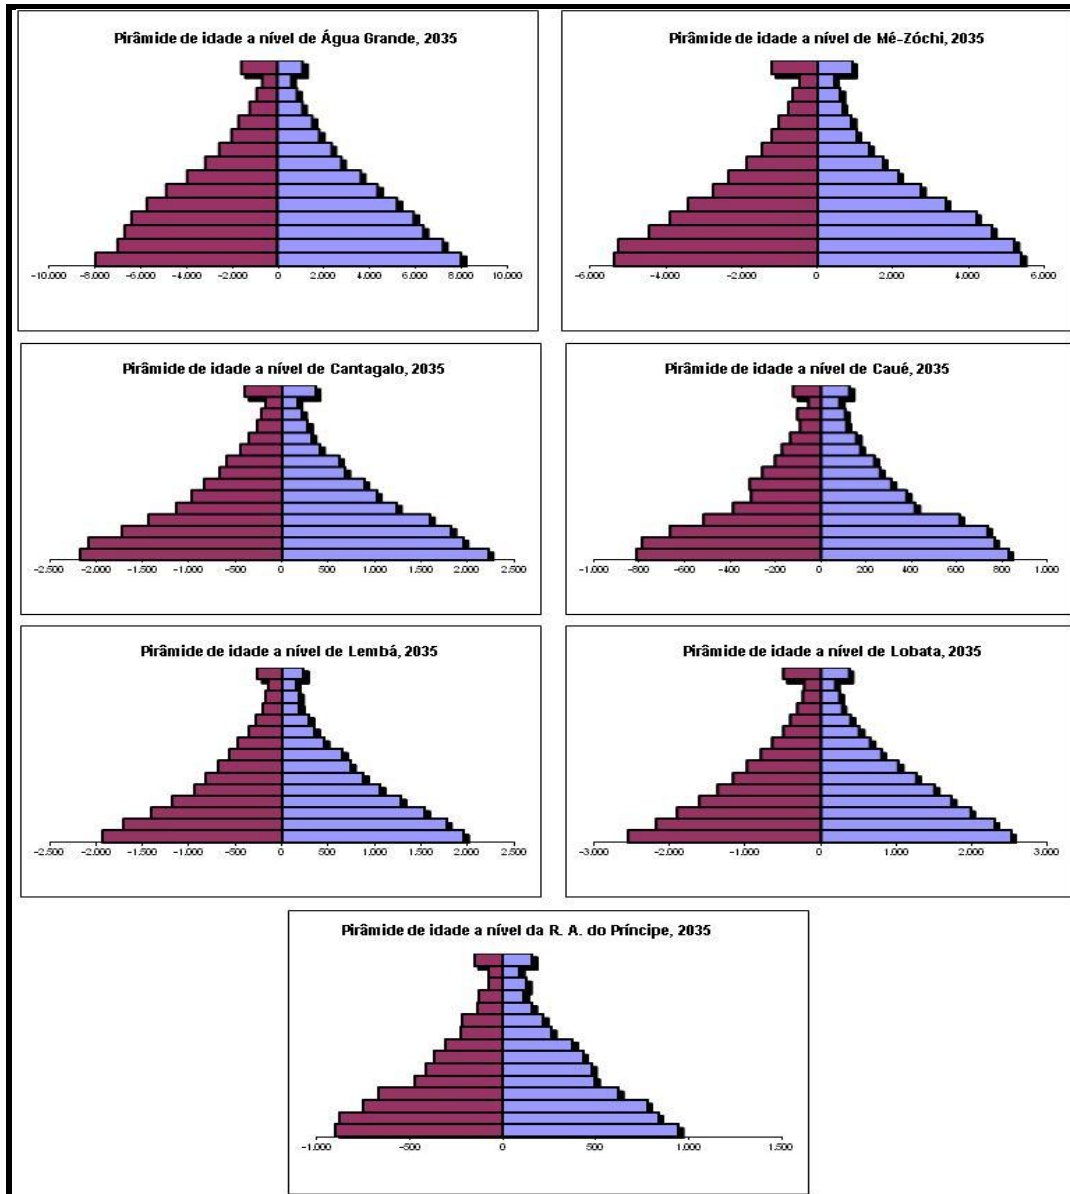 Pirâmide de idade a nível de Água Grande, 2035
-10.000 -8.000 -6.000 -4.000 -2.000 0 2.000 4.000 6.000 8.000 10.000
Pirâmide de idade a nível de Mé-Zóchi, 2035
-6.000 -4.000 -2.000 0 2.000 4.000 6.000
Pirâmide de idade a nível de Cantagalo, 2035
-2.500 -2.000 -1.500 -1.000 -500 0 500 1.000 1.500 2.000 2.500
Pirâmide de idade a nível de Caué, 2035
-1.000 -800 -600 -400 -200 0 200 400 600 800 1.000
Pirâmide de idade a nível de Lembá, 2035
-2.500 -2.000 -1.500 -1.000 -500 0 500 1.000 1.500 2.000 2.500
Pirâmide de idade a nível de Lobata, 2035
-3.000 -2.000 -1.000 0 1.000 2.000 3.000
Pirâmide de idade a nível da R. A. do Príncipe, 2035
-1.000 -500 0 500 1.000 1.500